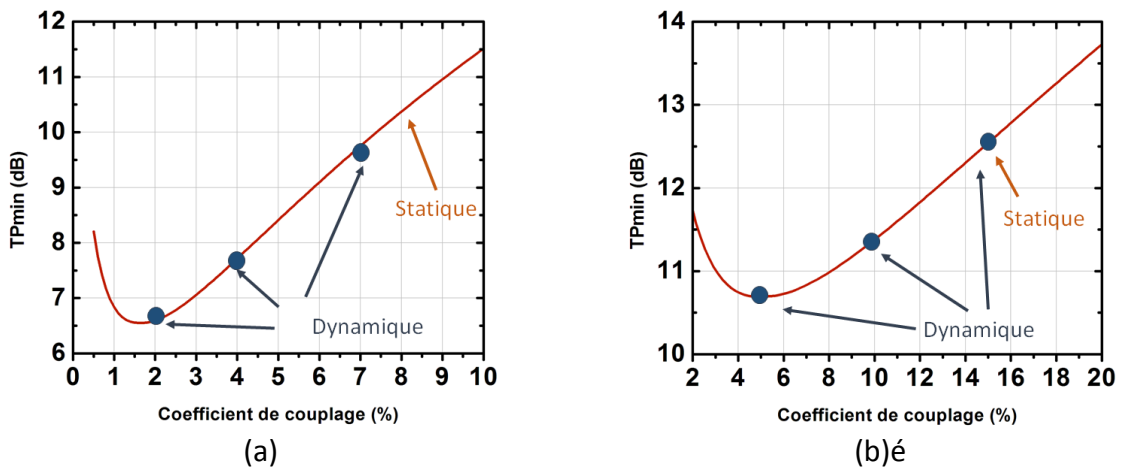 12
11
10
9
8
7
6
TPmin (dB)
0 1 2 3 4 5 6 7 8 9 10
Coefficient de couplage (%)
Statique
Dynamique
(a)
14
13
12
11
10
TPmin (dB)
2 4 6 8 10 12 14 16 18 20
Coefficient de couplage (%)
Statique
Dynamique
(b)é